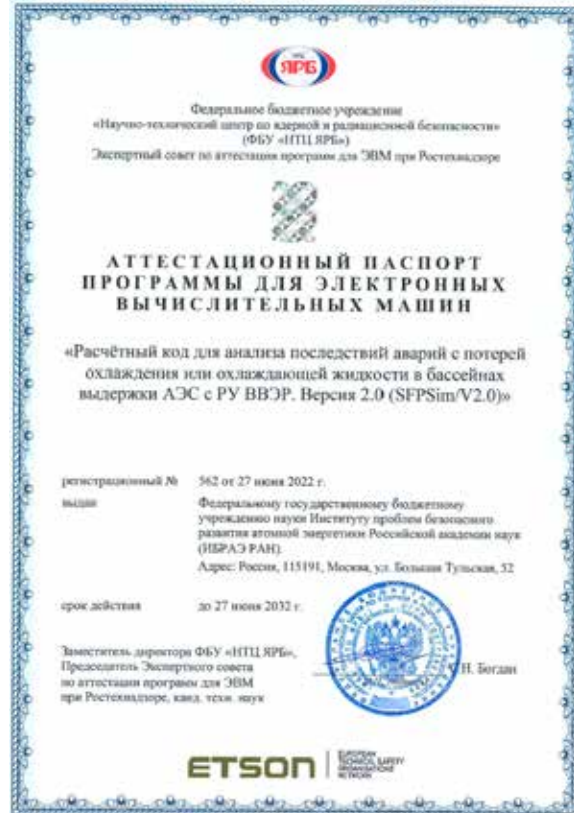 ЯРБ
Федеральное бюджетное учреждение
«Научно-технический центр по ядерной и радиационной безопасности»
(ФБУ «НТЦ ЯРБ»)
Экспертный совет по аттестации программ для ЭВМ при Ростехнадзоре
АТТЕСТАЦИОННЫЙ ПАСПОРТ
ПРОГРАММЫ ДЛЯ ЭЛЕКТРОННЫХ
ВЫЧИСЛИТЕЛЬНЫХ МАШИН
«Расчётный код для анализа последствий аварий с потерей
охлаждения или охлаждающей жидкости в бассейнах
выдержки АЭС с РУ ВВЭР. Версия 2.0 (SFPSim/V2.0)»
регистрационный № 562 от 27 июня 2022 г.
выдан Федеральному государственному бюджетному
учреждению науки Институту проблем безопасного
развития атомной энергетики Российской академии наук
(ИБРАЭ РАН)
Адрес: Россия, 115191, Москва, ул. Большая Тульская, 52
срок действия до 27 июня 2032 г.
Заместитель директора ФБУ «НТЦ ЯРБ»,
Председатель Экспертного совета
по аттестации программ для ЭВМ
при Ростехнадзоре, канд. техн. наук
Н. Богдан
ETSON
EUROPEAN
TECHNICAL SAFETY
ORGANISATIONS
NETWORK